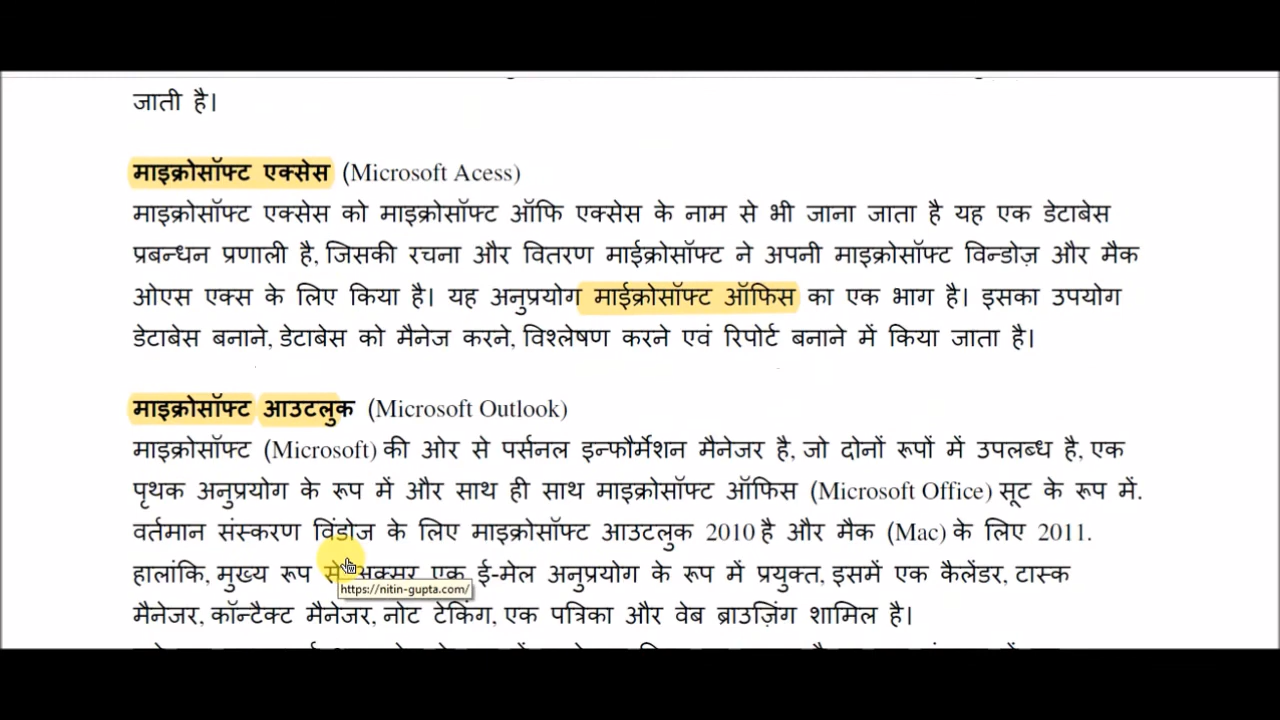 जाती है।
माइक्रोसॉफ्ट एक्सेस (Microsoft Acess)
माइक्रोसॉफ्ट एक्सेस को माइक्रोसॉफ्ट ऑफि एक्सेस के नाम से भी जाना जाता है यह एक डेटाबेस
प्रबन्धन प्रणाली है, जिसकी रचना और वितरण माईक्रोसॉफ्ट ने अपनी माइक्रोसॉफ्ट विन्डोज़ और मैक
ओएस एक्स के लिए किया है। यह अनुप्रयोग माईक्रोसॉफ्ट ऑफिस का एक भाग है। इसका उपयोग
डेटाबेस बनाने, डेटाबेस को मैनेज करने, विश्लेषण करने एवं रिपोर्ट बनाने में किया जाता है।
माइक्रोसॉफ्ट आउटलुक (Microsoft Outlook)
माइक्रोसॉफ्ट (Microsoft) की ओर से पर्सनल इन्फौर्मेशन मैनेजर है, जो दोनों रूपों में उपलब्ध है, एक
पृथक अनुप्रयोग के रूप में और साथ ही साथ माइक्रोसॉफ्ट ऑफिस (Microsoft Office) सूट के रूप में.
वर्तमान संस्करण विंडोज के लिए माइक्रोसॉफ्ट आउटलुक 2010 है और मैक (Mac) के लिए 2011.
हालांकि, मुख्य रूप से अक्सर एक ई-मेल अनुप्रयोग के रूप में प्रयुक्त, इसमें एक कैलेंडर, टास्क
https://nitin-gupta.com/
मैनेजर, कॉन्टैक्ट मैनेजर, नोट टेकिंग, एक पत्रिका और वेब ब्राउज़िंग शामिल है।